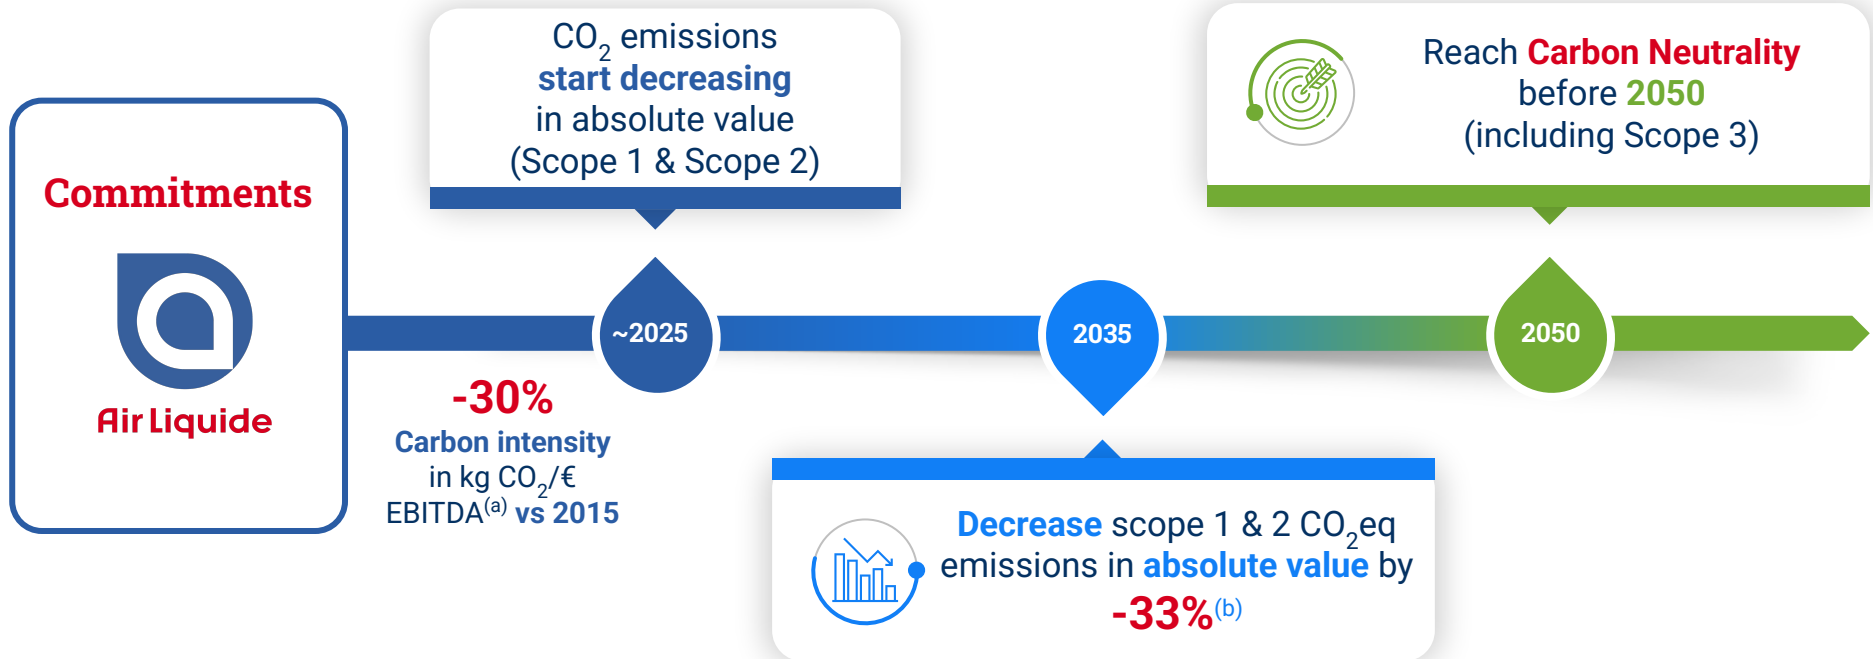 Commitments
Air Liquide
CO₂ emissions
start decreasing
in absolute value
(Scope 1 & Scope 2)
~2025
-30%
Carbon intensity
in kg CO₂/€
EBITDA⁽ᵃ⁾ vs 2015
2035
Decrease scope 1 & 2 CO₂eq
emissions in absolute value by
-33%⁽ᵇ⁾
Reach Carbon Neutrality
before 2050
(including Scope 3)
2050